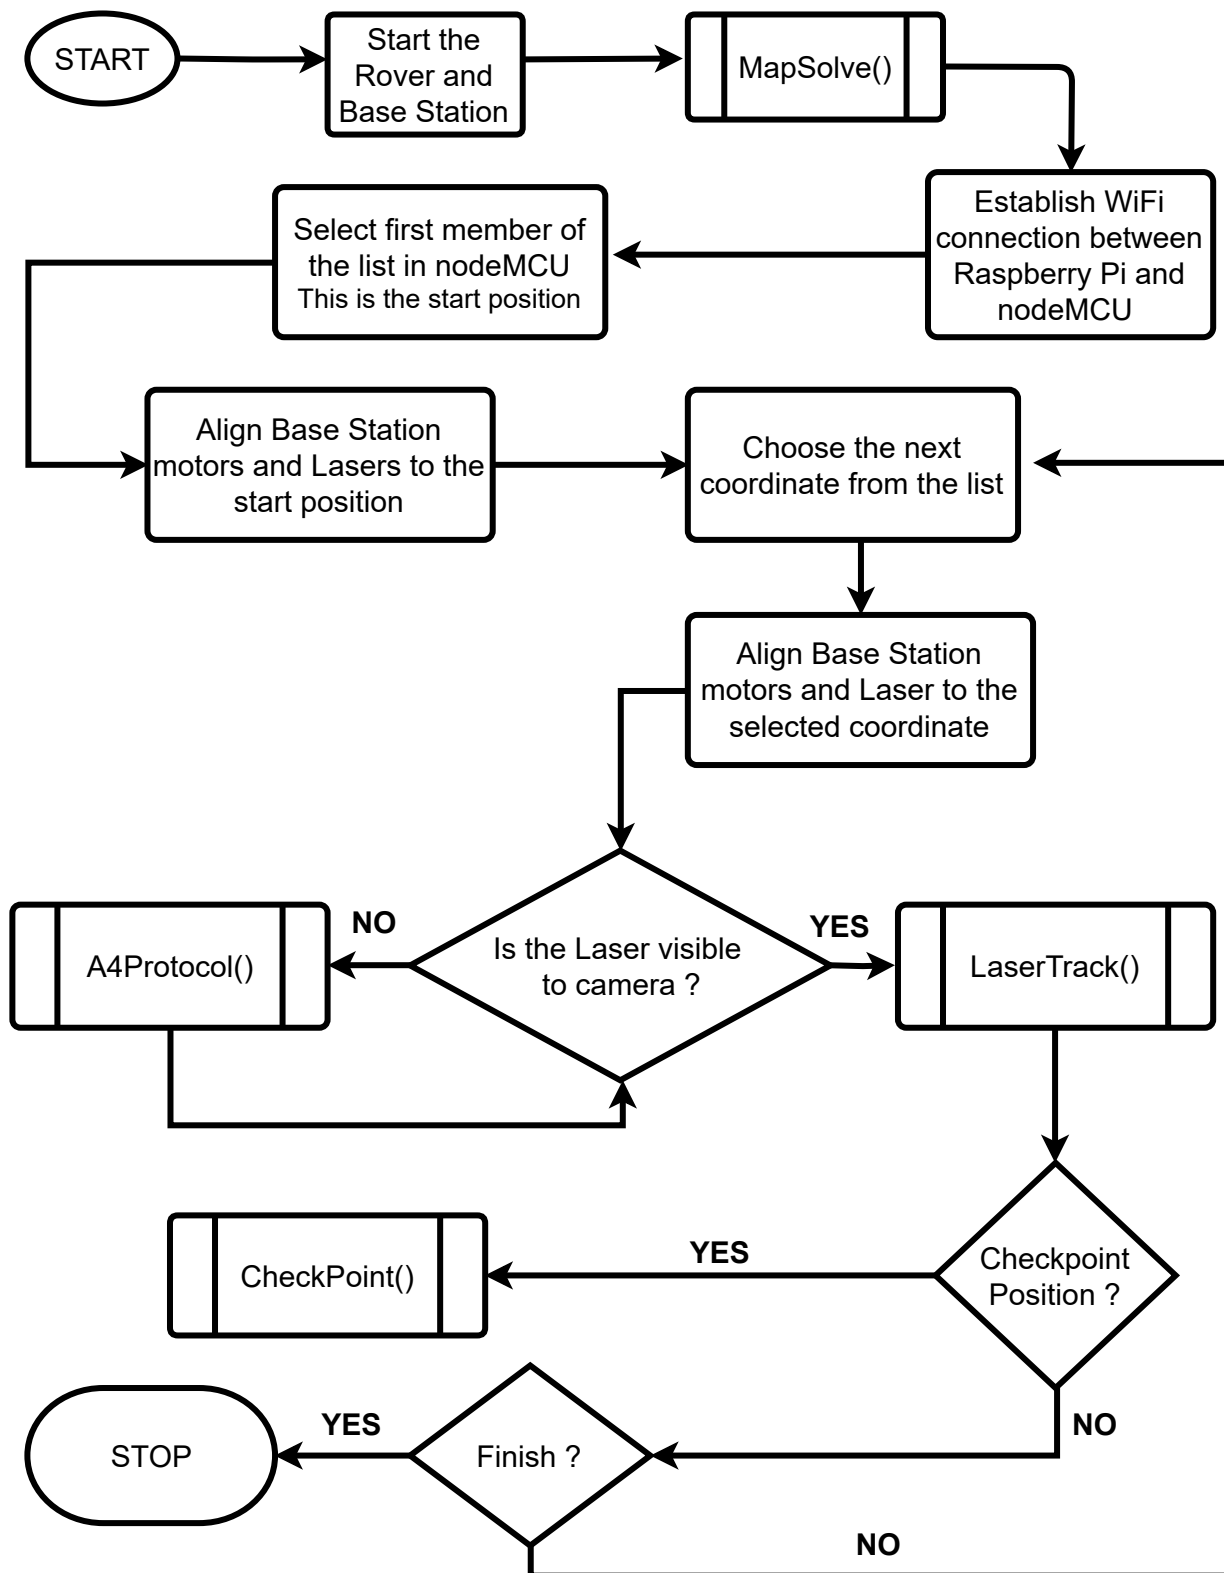 START
Start the
Rover and
Base Station
MapSolve()
Establish WiFi
connection between
Raspberry Pi and
nodeMCU
Select first member of
the list in nodeMCU
This is the start position
Align Base Station
motors and Lasers to the
start position
Choose the next
coordinate from the list
Align Base Station
motors and Laser to the
selected coordinate
Is the Laser visible
to camera ?
NO
A4Protocol()
YES
LaserTrack()
Checkpoint
Position ?
YES
CheckPoint()
NO
Finish ?
YES
STOP
NO